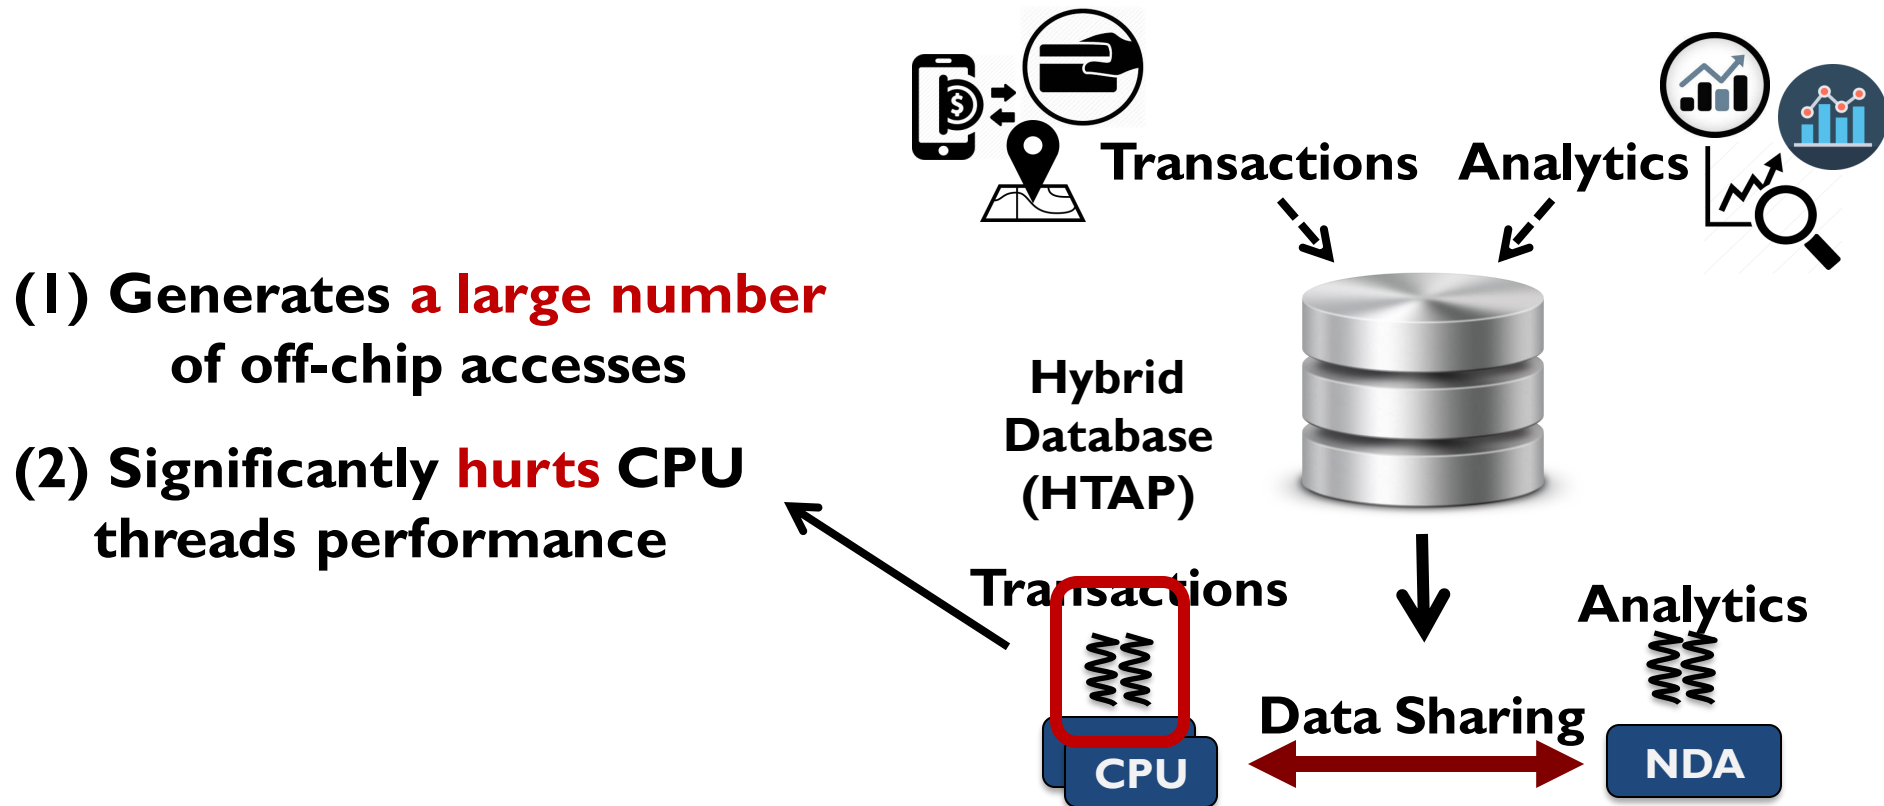 Transactions
Analytics
(1) Generates a large number
of off-chip accesses
(2) Significantly hurts CPU
threads performance
Hybrid
Database
(HTAP)
Transactions
Analytics
Data Sharing
CPU
NDA
$